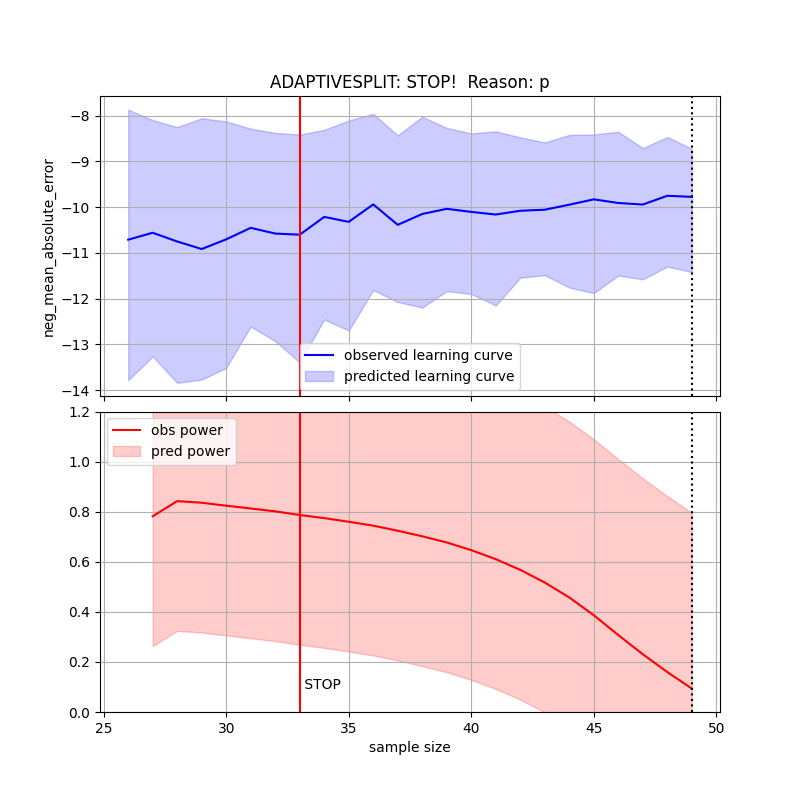 ADAPTIVESPLIT: STOP!  Reason: p
−8
−9
−10
−11
−12
−13
−14
neg_mean_absolute_error
observed learning curve
predicted learning curve
1.2
1.0
0.8
0.6
0.4
0.2
0.0
obs power
pred power
STOP
25
30
35
40
45
50
sample size